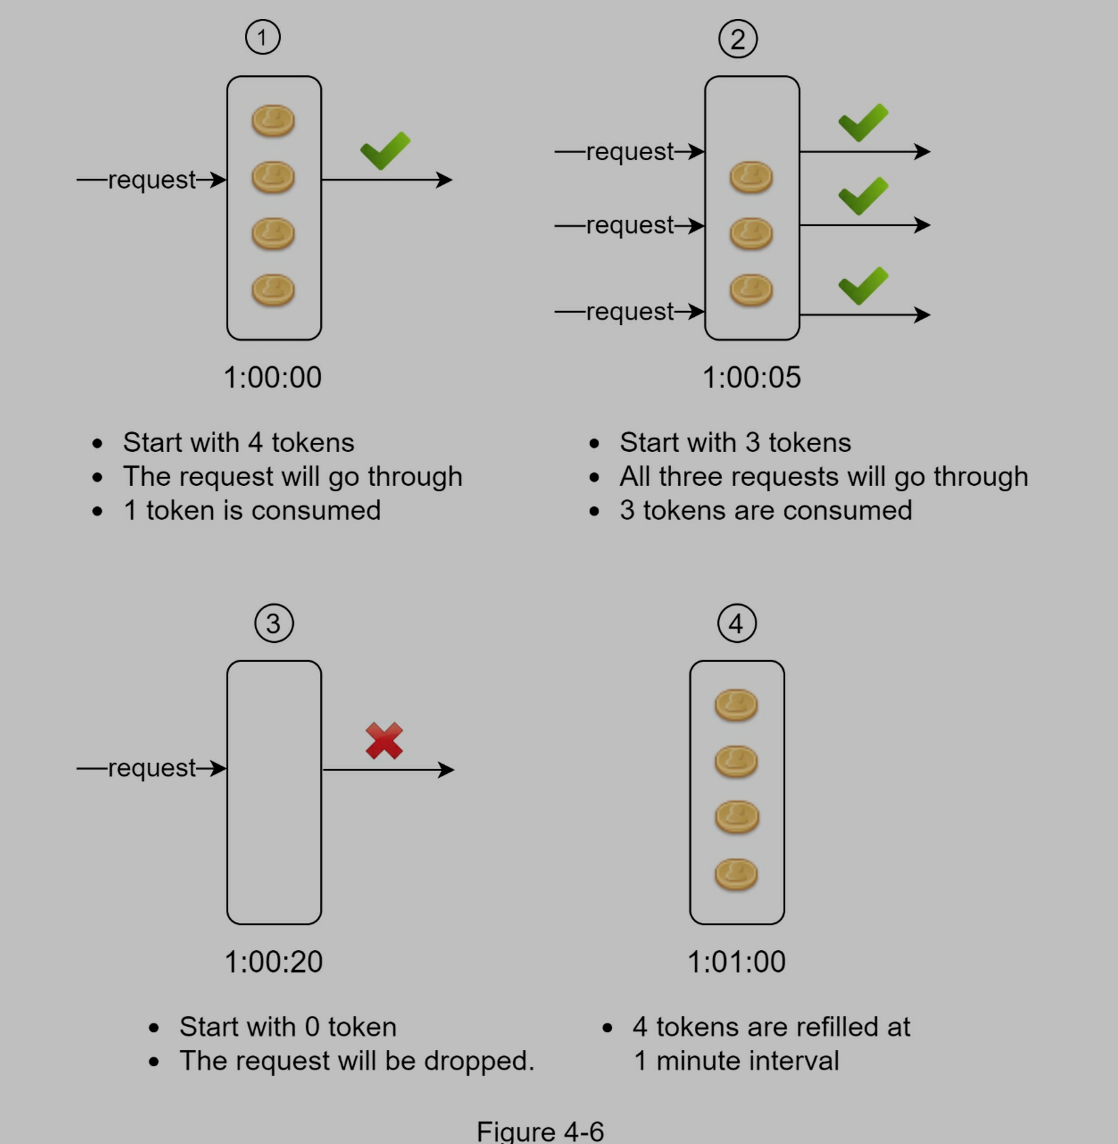 1
2
request
request
request
request
1:00:00
1:00:05
• Start with 4 tokens
• The request will go through
• 1 token is consumed
• Start with 3 tokens
• All three requests will go through
• 3 tokens are consumed
3
4
request
1:00:20
1:01:00
• Start with 0 token
• The request will be dropped.
• 4 tokens are refilled at
1 minute interval
Figure 4-6